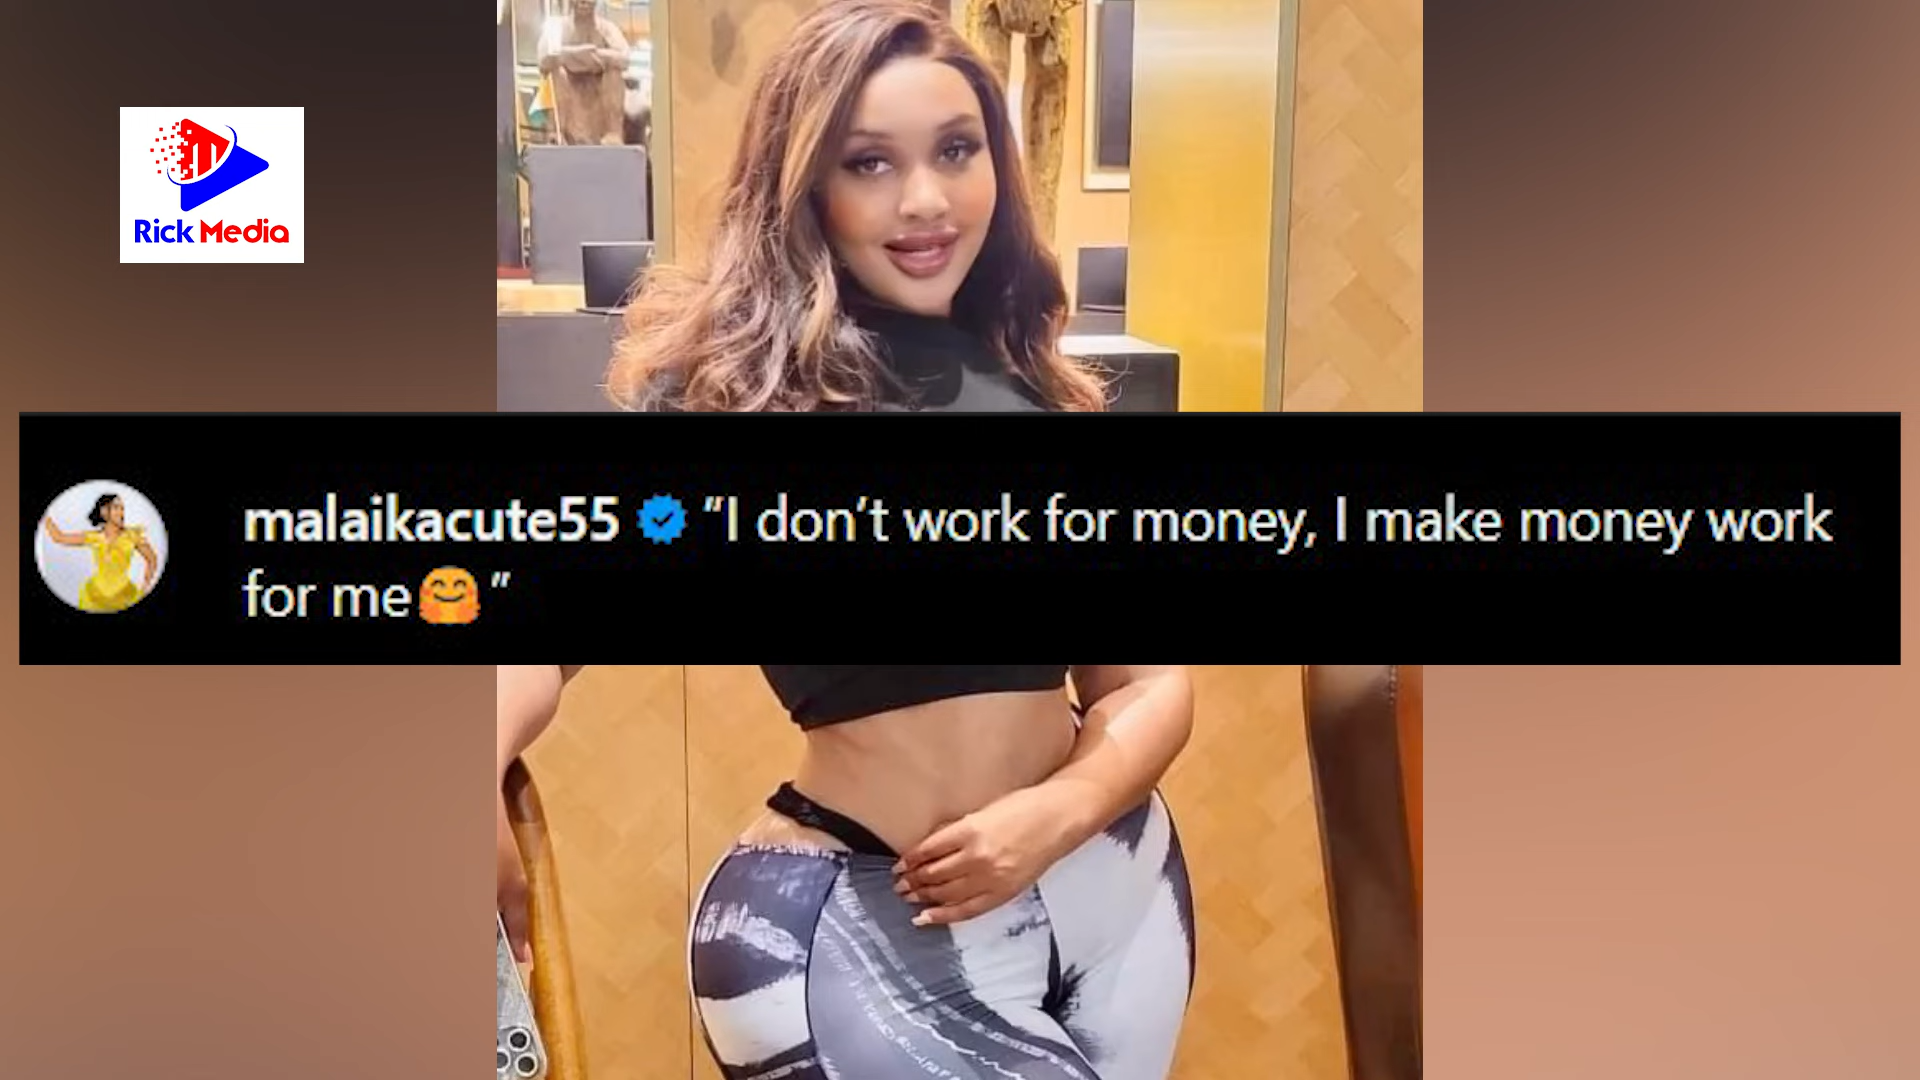 Rick Media
malaikacute55 “I don’t work for money, I make money work
for me🤗”